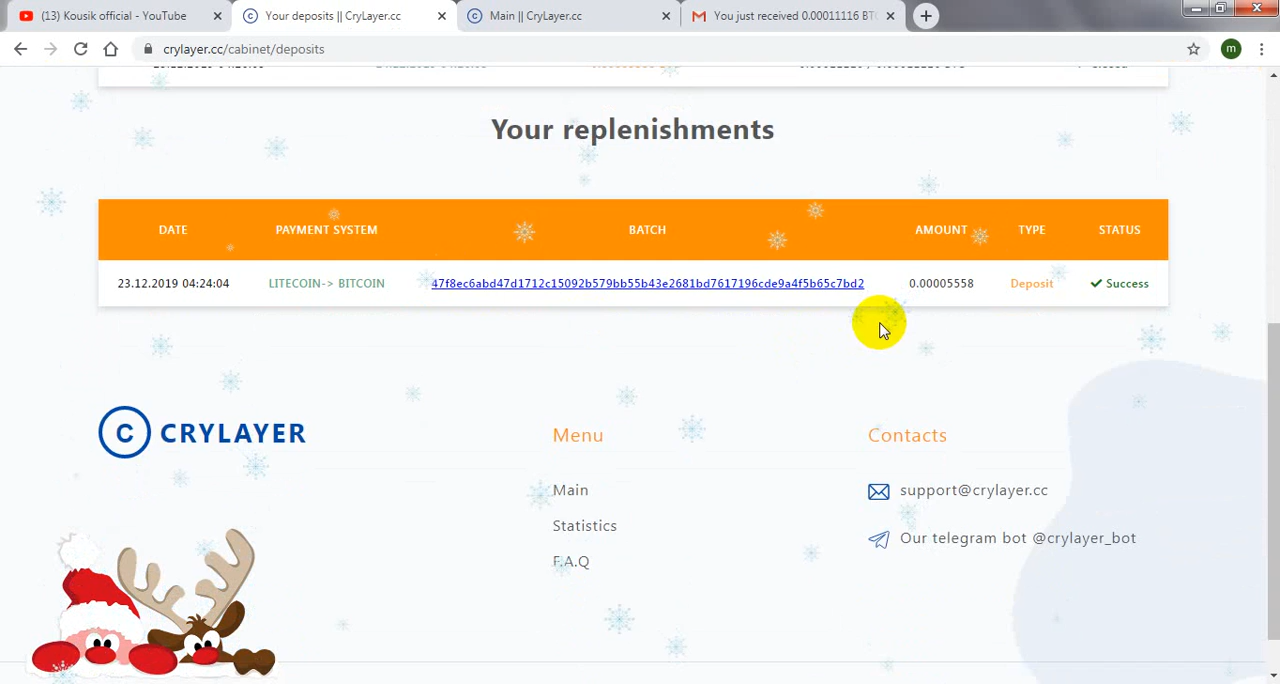 (13) Kousik official - YouTube
Your deposits || CryLayer.cc
Main || CryLayer.cc
You just received 0.00011116 BTC
crylayer.cc/cabinet/deposits
m
Your replenishments
DATE PAYMENT SYSTEM BATCH AMOUNT TYPE STATUS
23.12.2019 04:24:04 LITECOIN-> BITCOIN 47f8ec6abd47d1712c15092b579bb55b43e2681bd7617196cde9a4f5b65c7bd2 0.00005558 Deposit Success
C CRYLAYER
Menu
Main
Statistics
F.A.Q
Contacts
support@crylayer.cc
Our telegram bot @crylayer_bot